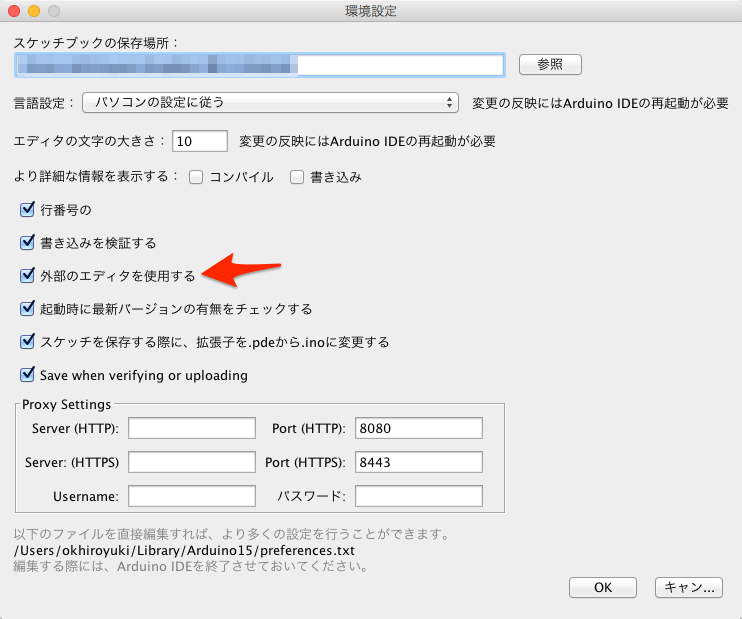 環境設定
スケッチブックの保存場所：
参照
言語設定： パソコンの設定に従う 変更の反映にはArduino IDEの再起動が必要
エディタの文字の大きさ： 10 変更の反映にはArduino IDEの再起動が必要
より詳細な情報を表示する： コンパイル 書き込み
行番号の
書き込みを検証する
外部のエディタを使用する
起動時に最新バージョンの有無をチェックする
スケッチを保存する際に、拡張子を.pdeから.inoに変更する
Save when verifying or uploading
Proxy Settings
Server (HTTP): Port (HTTP): 8080
Server: (HTTPS) Port (HTTPS): 8443
Username: パスワード:
以下のファイルを直接編集すれば、より多くの設定を行うことができます。
/Users/okhiroyuki/Library/Arduino15/preferences.txt
編集する際には、Arduino IDEを終了させておいてください。
OK キャン...